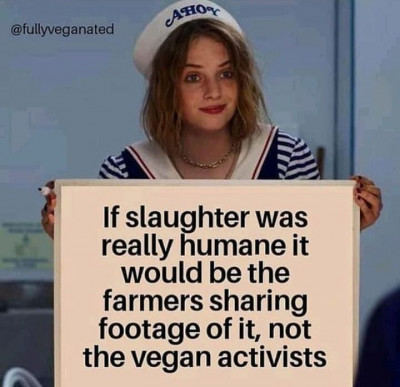 @fullyveganated
AHOY
If slaughter was
really humane it
would be the
farmers sharing
footage of it, not
the vegan activists